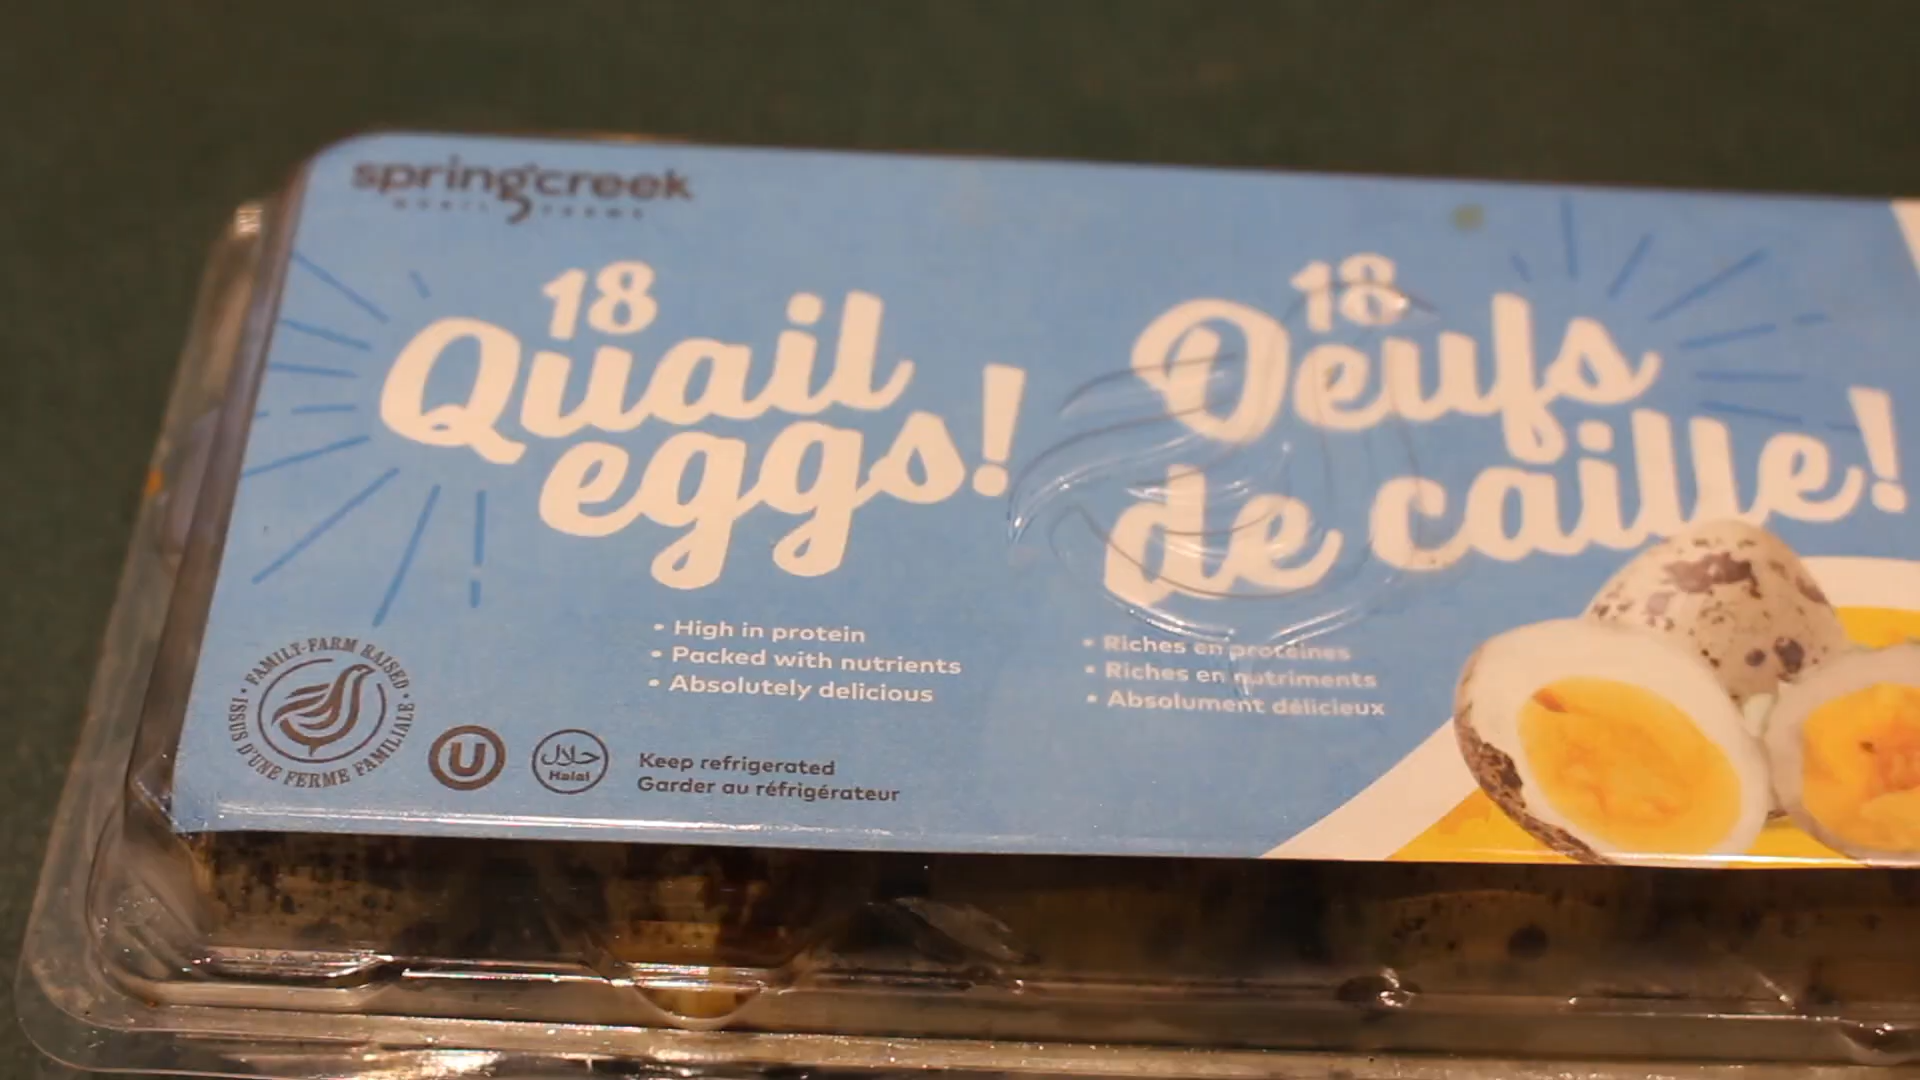 springcreek
QUAIL FARMS
18
Quail
eggs!
18
Oeufs
de caille!
• High in protein
• Packed with nutrients
• Absolutely delicious
• Riches en protéines
• Riches en nutriments
• Absolument délicieux
• FAMILY-FARM RAISED •
ISSUS D'UNE FERME FAMILIALE
U
حلال
Halal
Keep refrigerated
Garder au réfrigérateur